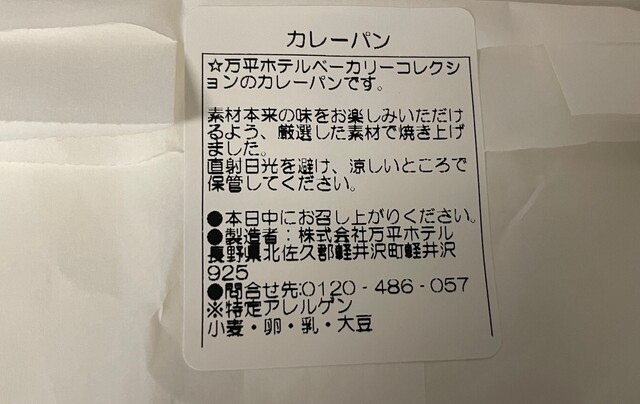 カレーパン
☆万平ホテルベーカリーコレクシ
ョンのカレーパンです。
素材本来の味をお楽しみいただけ
るよう、厳選した素材で焼き上げ
ました。
直射日光を避け、涼しいところで
保管してください。
●本日中にお召し上がりください。
●製造者：株式会社万平ホテル
長野県北佐久郡軽井沢町軽井沢
925
●問合せ先:0120-486-057
※特定アレルゲン
小麦・卵・乳・大豆